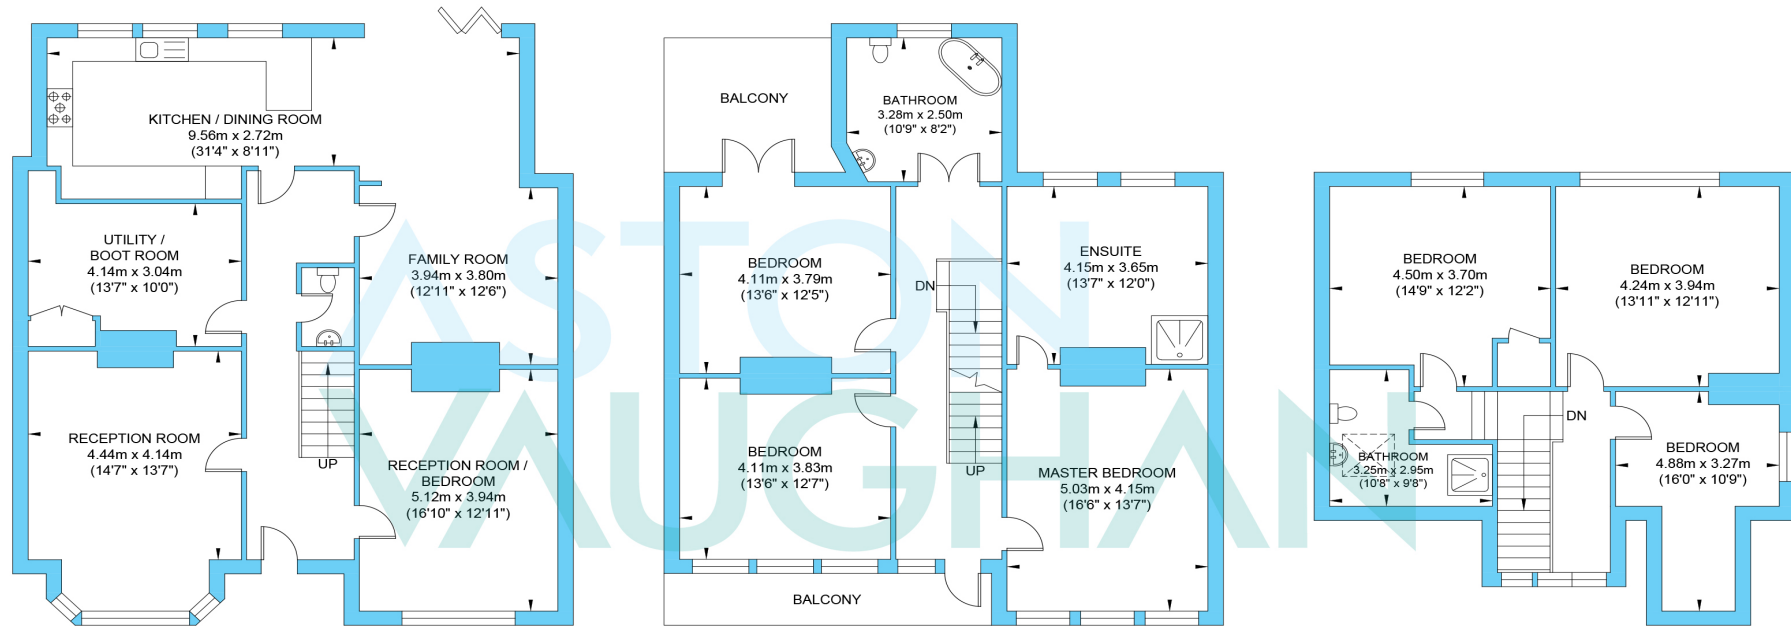 KITCHEN / DINING ROOM
9.56m x 2.72m
(31'4" x 8'11")
UTILITY /
BOOT ROOM
4.14m x 3.04m
(13'7" x 10'0")
FAMILY ROOM
3.94m x 3.80m
(12'11" x 12'6")
RECEPTION ROOM
4.44m x 4.14m
(14'7" x 13'7")
UP
RECEPTION ROOM /
BEDROOM
5.12m x 3.94m
(16'10" x 12'11")
BALCONY
BATHROOM
3.28m x 2.50m
(10'9" x 8'2")
BEDROOM
4.11m x 3.79m
(13'6" x 12'5")
DN
ENSUITE
4.15m x 3.65m
(13'7" x 12'0")
BEDROOM
4.11m x 3.83m
(13'6" x 12'7")
UP
MASTER BEDROOM
5.03m x 4.15m
(16'6" x 13'7")
BALCONY
BEDROOM
4.50m x 3.70m
(14'9" x 12'2")
BEDROOM
4.24m x 3.94m
(13'11" x 12'11")
DN
BATHROOM
3.25m x 2.95m
(10'8" x 9'8")
BEDROOM
4.88m x 3.27m
(16'0" x 10'9")
ASTON
VAUGHAN